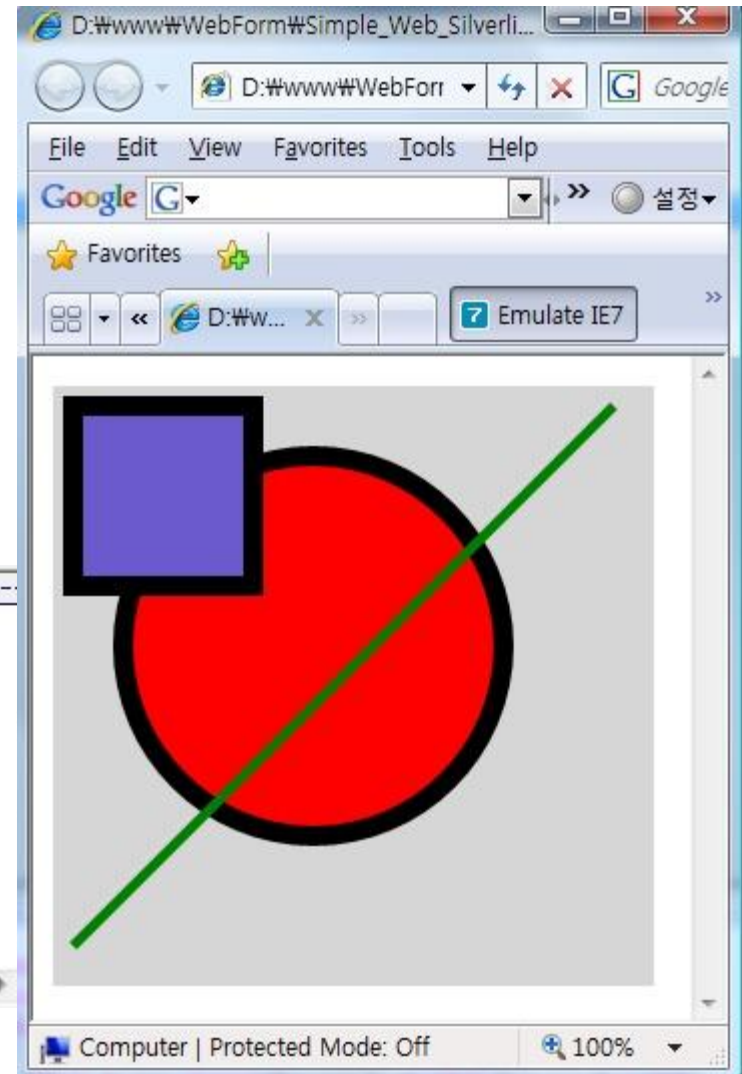 D:₩www₩WebForm₩Simple_Web_Silverli...
D:₩www₩WebForr
G Google
File Edit View Favorites Tools Help
Google G » 설정
Favorites
« D:₩w... x » 7 Emulate IE7 »
Computer | Protected Mode: Off 100%